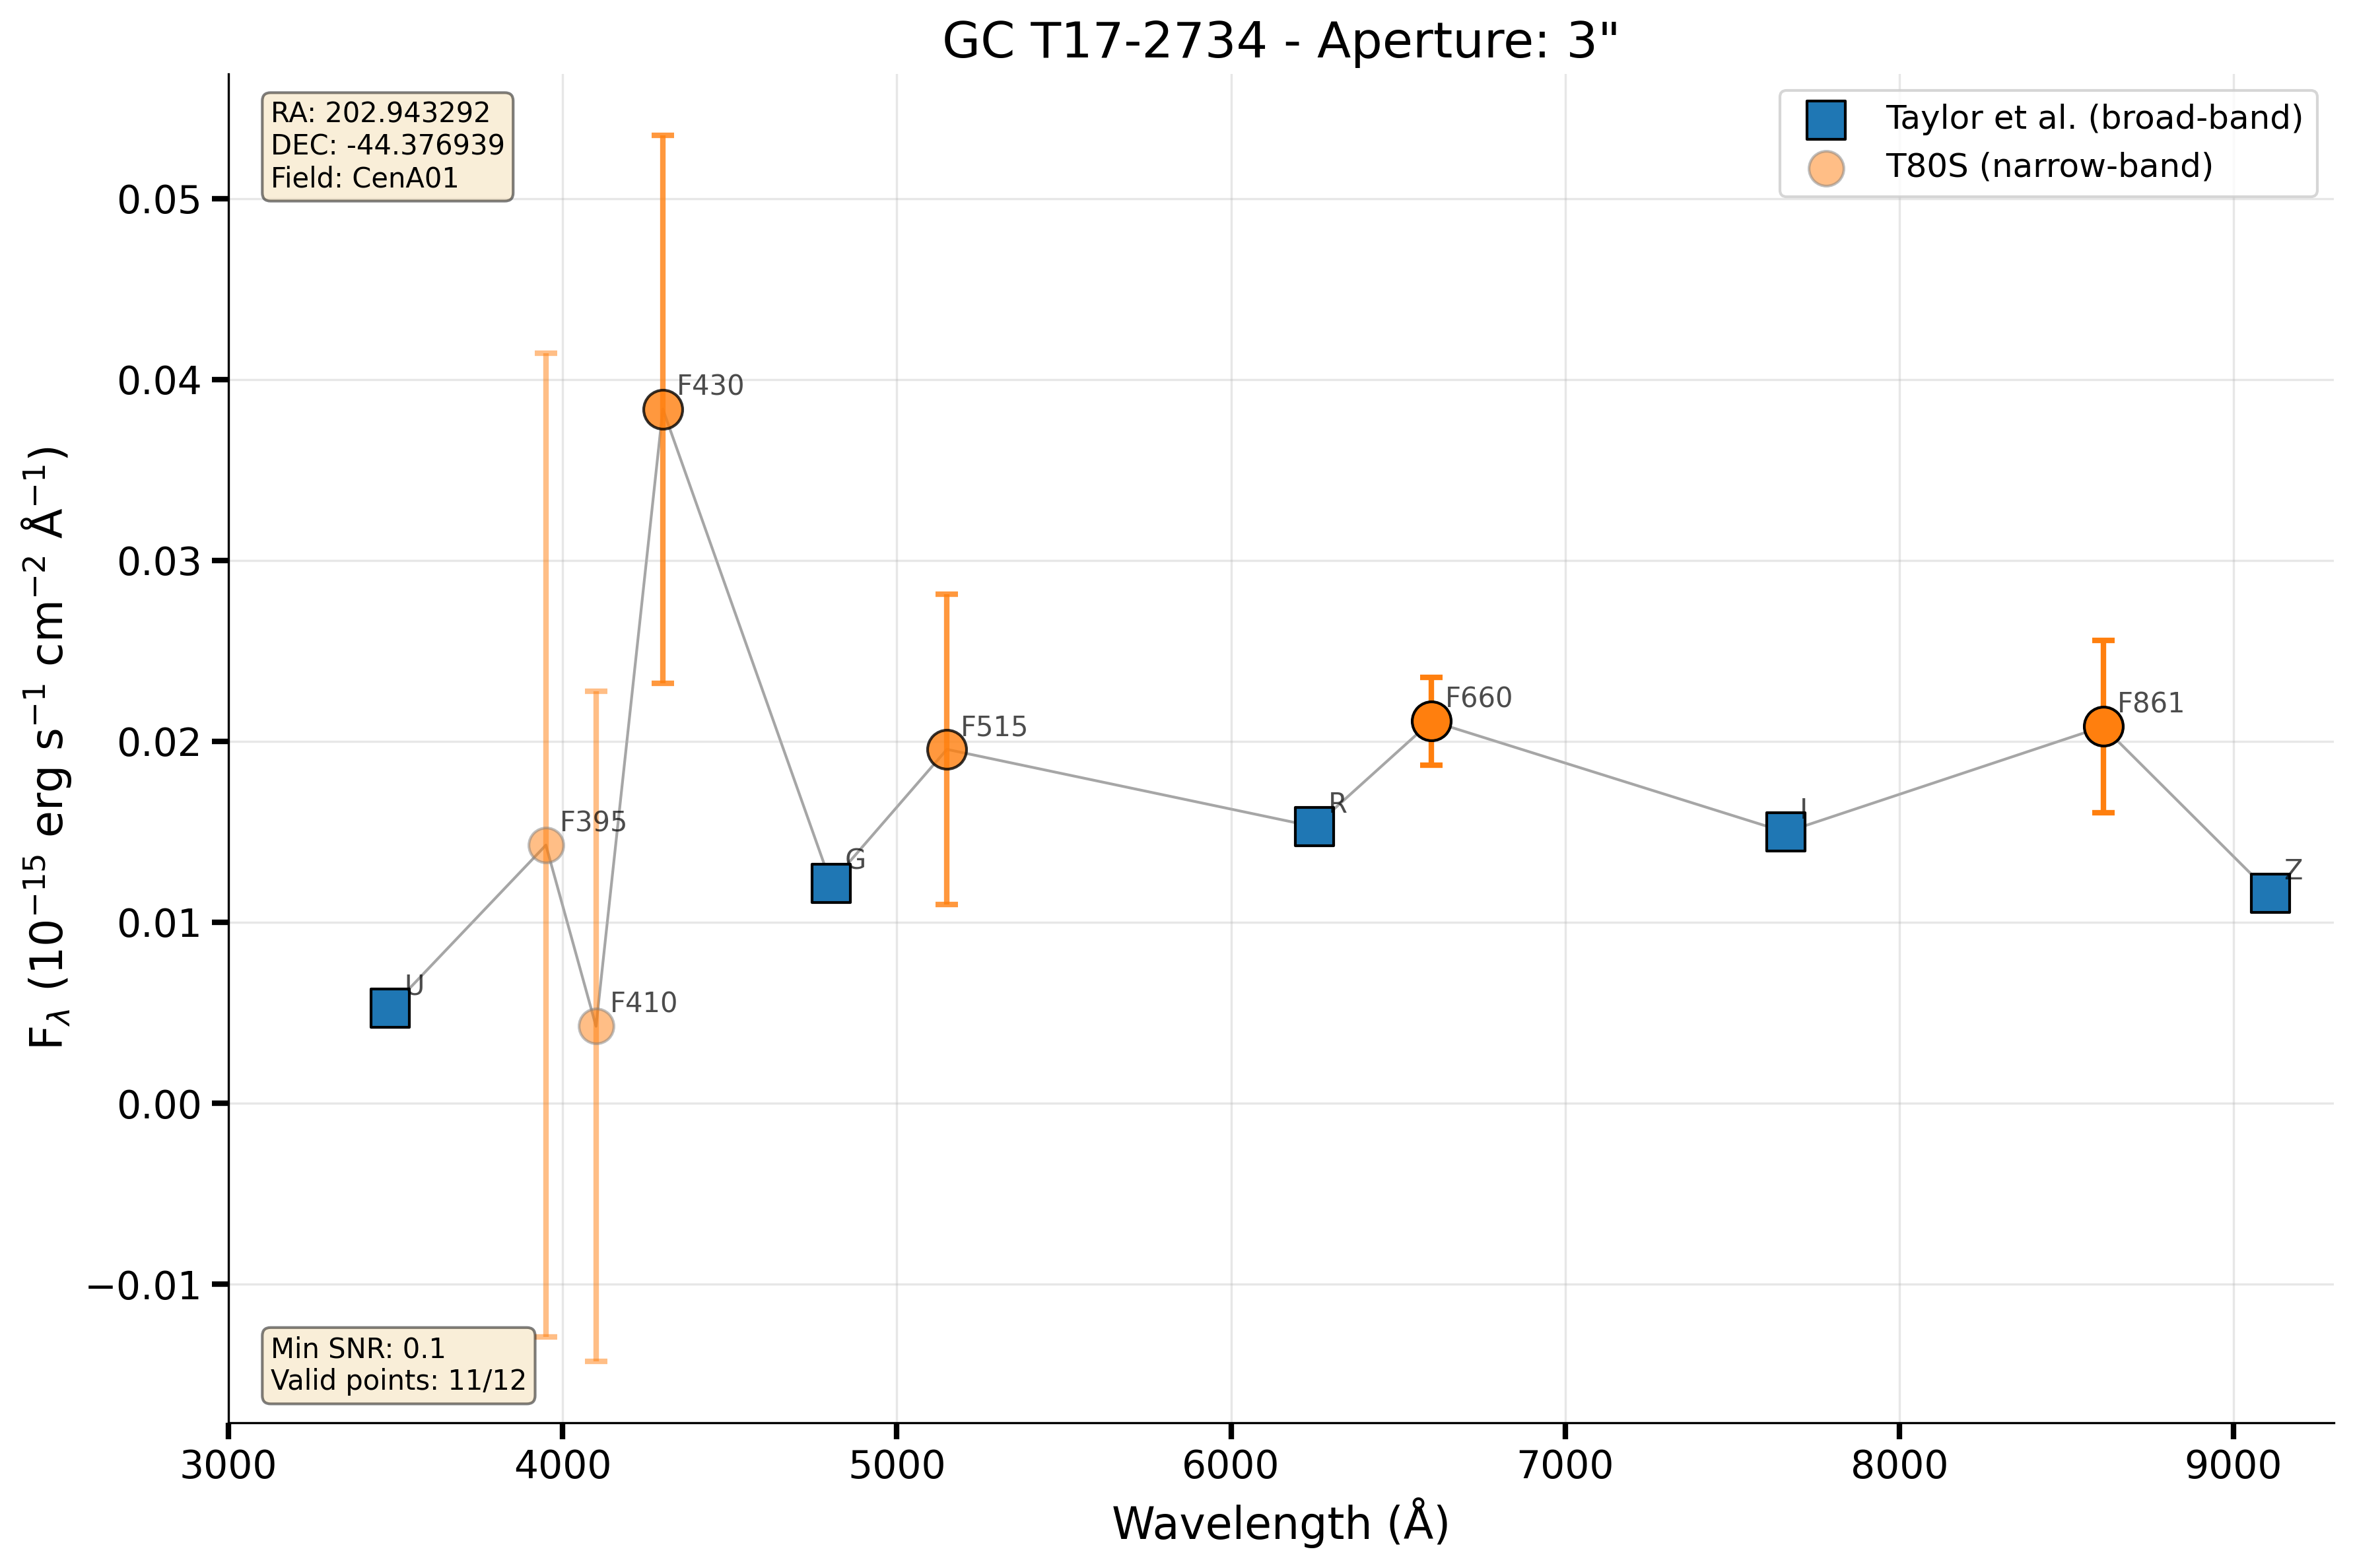 GC T17-2734 - Aperture: 3"
RA: 202.943292
DEC: -44.376939
Field: CenA01
Taylor et al. (broad-band)
T80S (narrow-band)
0.05
0.04
0.03
0.02
0.01
0.00
−0.01
F430
F660
F861
F515
F395
R
I
G
Z
U
F410
Min SNR: 0.1
Valid points: 11/12
3000 4000 5000 6000 7000 8000 9000
Wavelength (Å)
F_λ (10⁻¹⁵ erg s⁻¹ cm⁻² Å⁻¹)